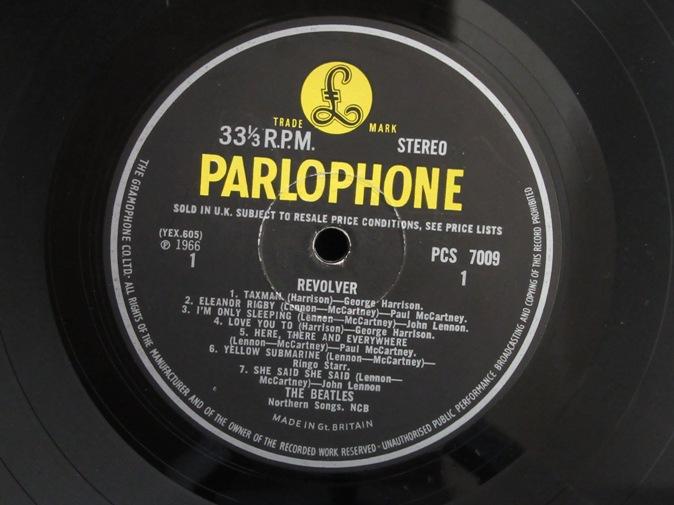 £
TRADE MARK
33⅓ R.P.M. STEREO
PARLOPHONE
SOLD IN U.K. SUBJECT TO RESALE PRICE CONDITIONS, SEE PRICE LISTS
(YEX.605)
℗ 1966
1
PCS 7009
1
REVOLVER
1. TAXMAN (Harrison)—George Harrison.
2. ELEANOR RIGBY (Lennon—McCartney)—Paul McCartney.
3. I'M ONLY SLEEPING (Lennon—McCartney)—John Lennon.
4. LOVE YOU TO (Harrison)—George Harrison.
5. HERE, THERE AND EVERYWHERE
(Lennon—McCartney)—Paul McCartney.
6. YELLOW SUBMARINE (Lennon—McCartney)—
Ringo Starr.
7. SHE SAID SHE SAID (Lennon—
McCartney)—John Lennon
THE BEATLES
Northern Songs. NCB
MADE IN Gt. BRITAIN
THE GRAMOPHONE CO. LTD. · ALL RIGHTS OF THE MANUFACTURER AND OF THE OWNER OF THE RECORDED WORK RESERVED · UNAUTHORISED PUBLIC PERFORMANCE BROADCASTING AND COPYING OF THIS RECORD PROHIBITED